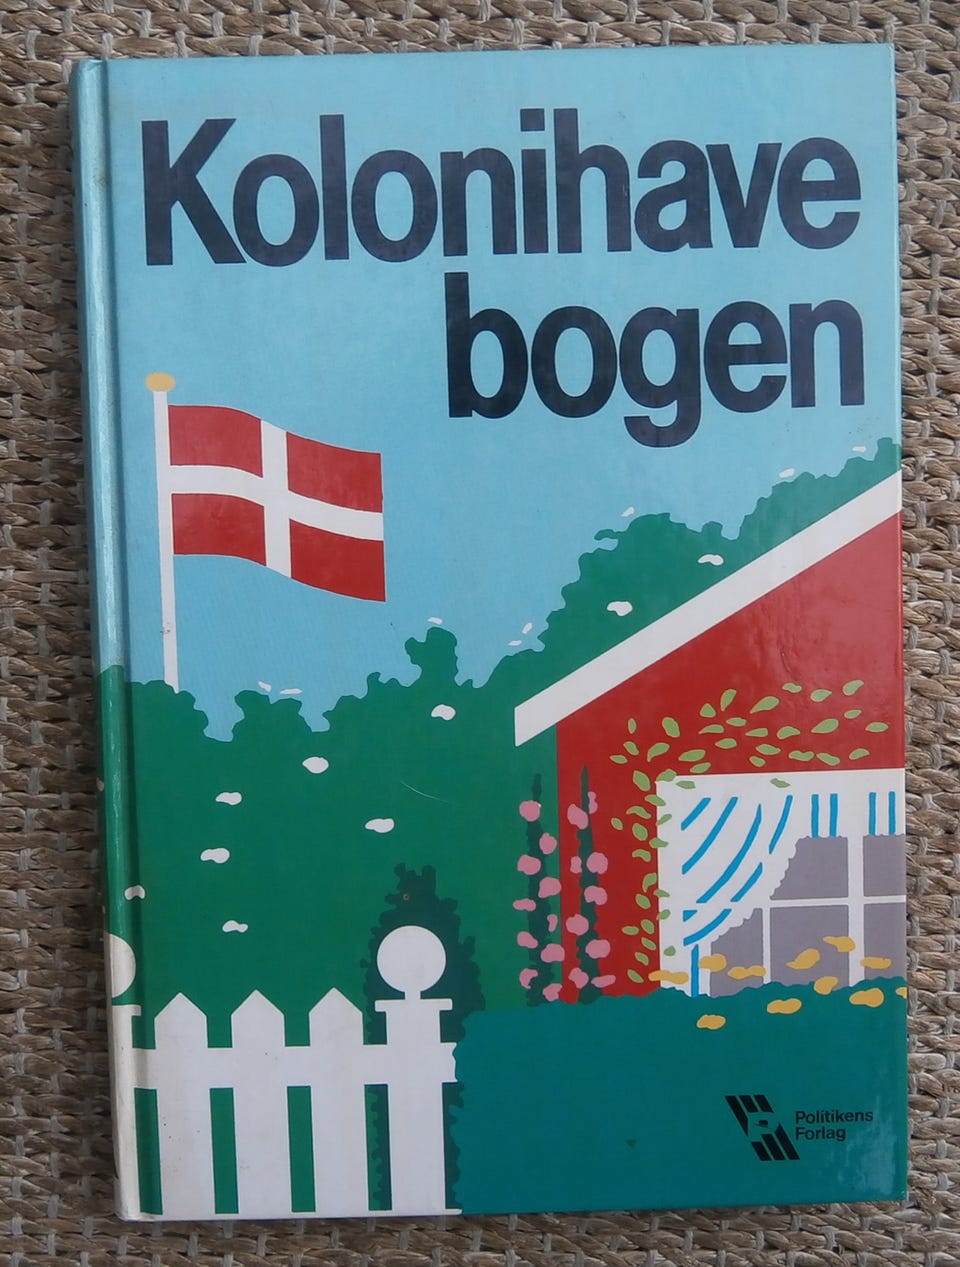 Kolonihave
bogen
Politikens
Forlag